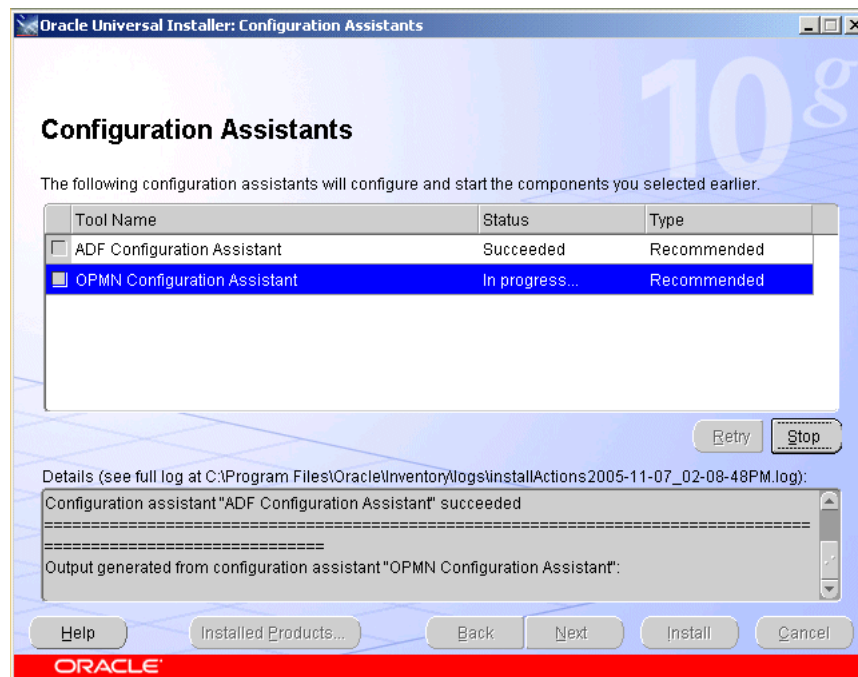 Oracle Universal Installer: Configuration Assistants
10g
Configuration Assistants
The following configuration assistants will configure and start the components you selected earlier.
Tool Name Status Type
ADF Configuration Assistant Succeeded Recommended
OPMN Configuration Assistant In progress... Recommended
Retry Stop
Details (see full log at C:\Program Files\Oracle\Inventory\logs\installActions2005-11-07_02-08-48PM.log):
Configuration assistant "ADF Configuration Assistant" succeeded
===================================================================================
==============================
Output generated from configuration assistant "OPMN Configuration Assistant":
Help Installed Products... Back Next Install Cancel
ORACLE